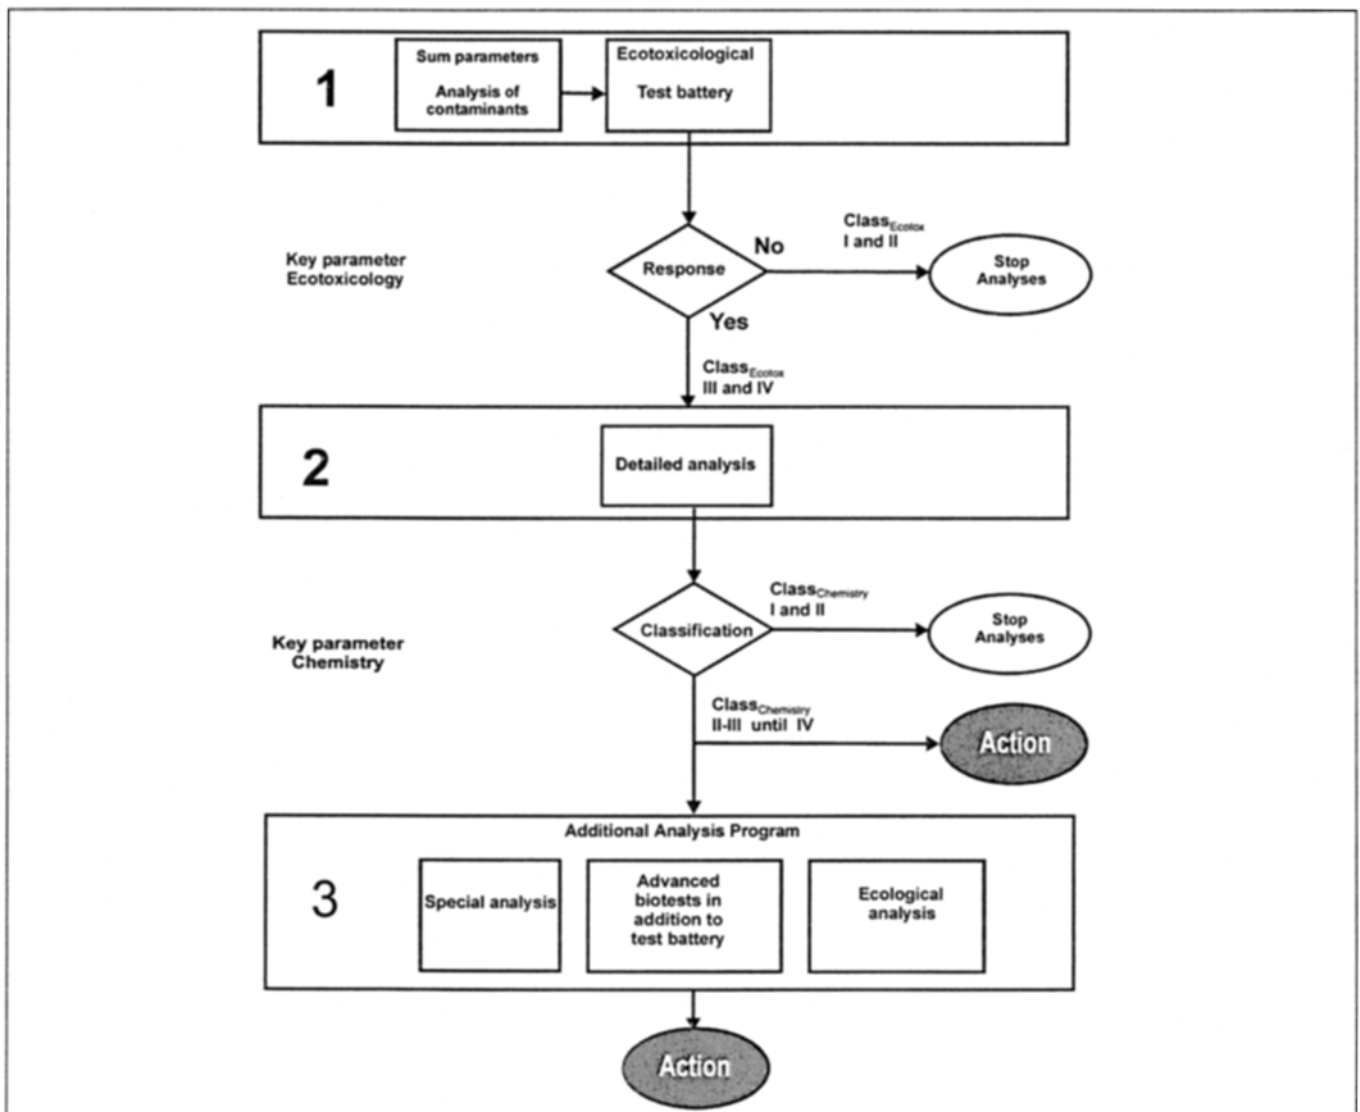 1
Sum parameters
Analysis of
contaminants
Ecotoxicological
Test battery
Key parameter
Ecotoxicology
Response
No
Class Ecotox
I and II
Stop
Analyses
Yes
Class Ecotox
III and IV
2
Detailed analysis
Key parameter
Chemistry
Classification
Class Chemistry
I and II
Stop
Analyses
Class Chemistry
II-III until IV
Action
Additional Analysis Program
3
Special analysis
Advanced
biotests in
addition to
test battery
Ecological
analysis
Action